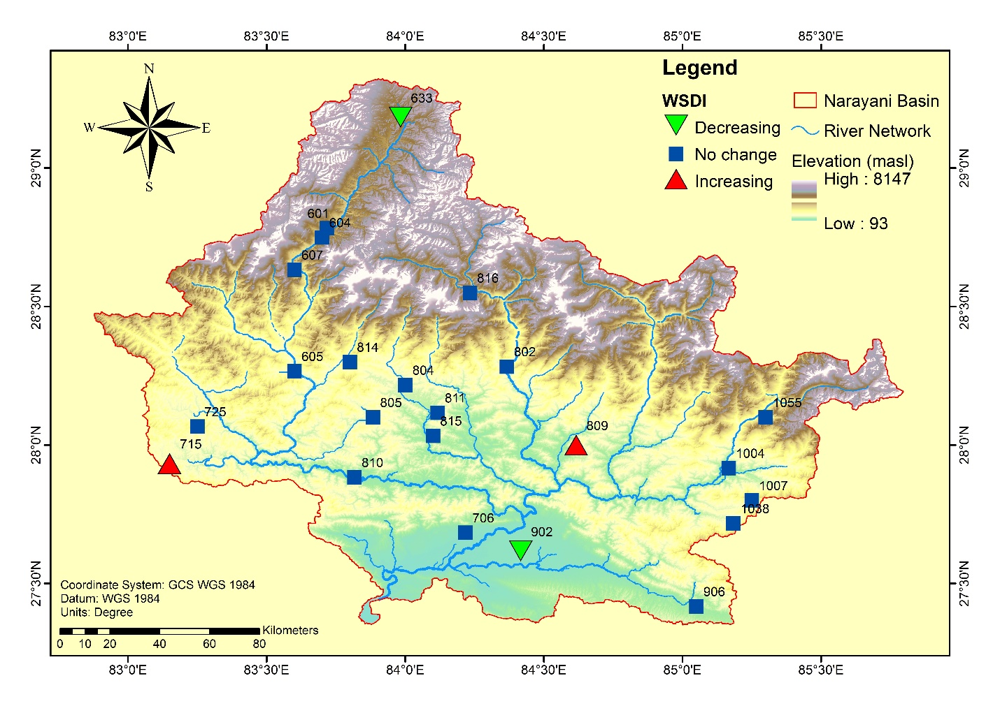 83°0'E 83°30'E 84°0'E 84°30'E 85°0'E 85°30'E
N
W E
S
Legend
WSDI
Decreasing
No change
Increasing
Narayani Basin
River Network
Elevation (masl)
High : 8147
Low : 93
29°0'N 29°0'N
28°30'N 28°30'N
28°0'N 28°0'N
27°30'N 27°30'N
633
601
604
607
816
814
605
802
804
805
811
1055
725
815
809
715
1004
810
1007
1038
706
902
906
Coordinate System: GCS WGS 1984
Datum: WGS 1984
Units: Degree
Kilometers
0 10 20 40 60 80
83°0'E 83°30'E 84°0'E 84°30'E 85°0'E 85°30'E